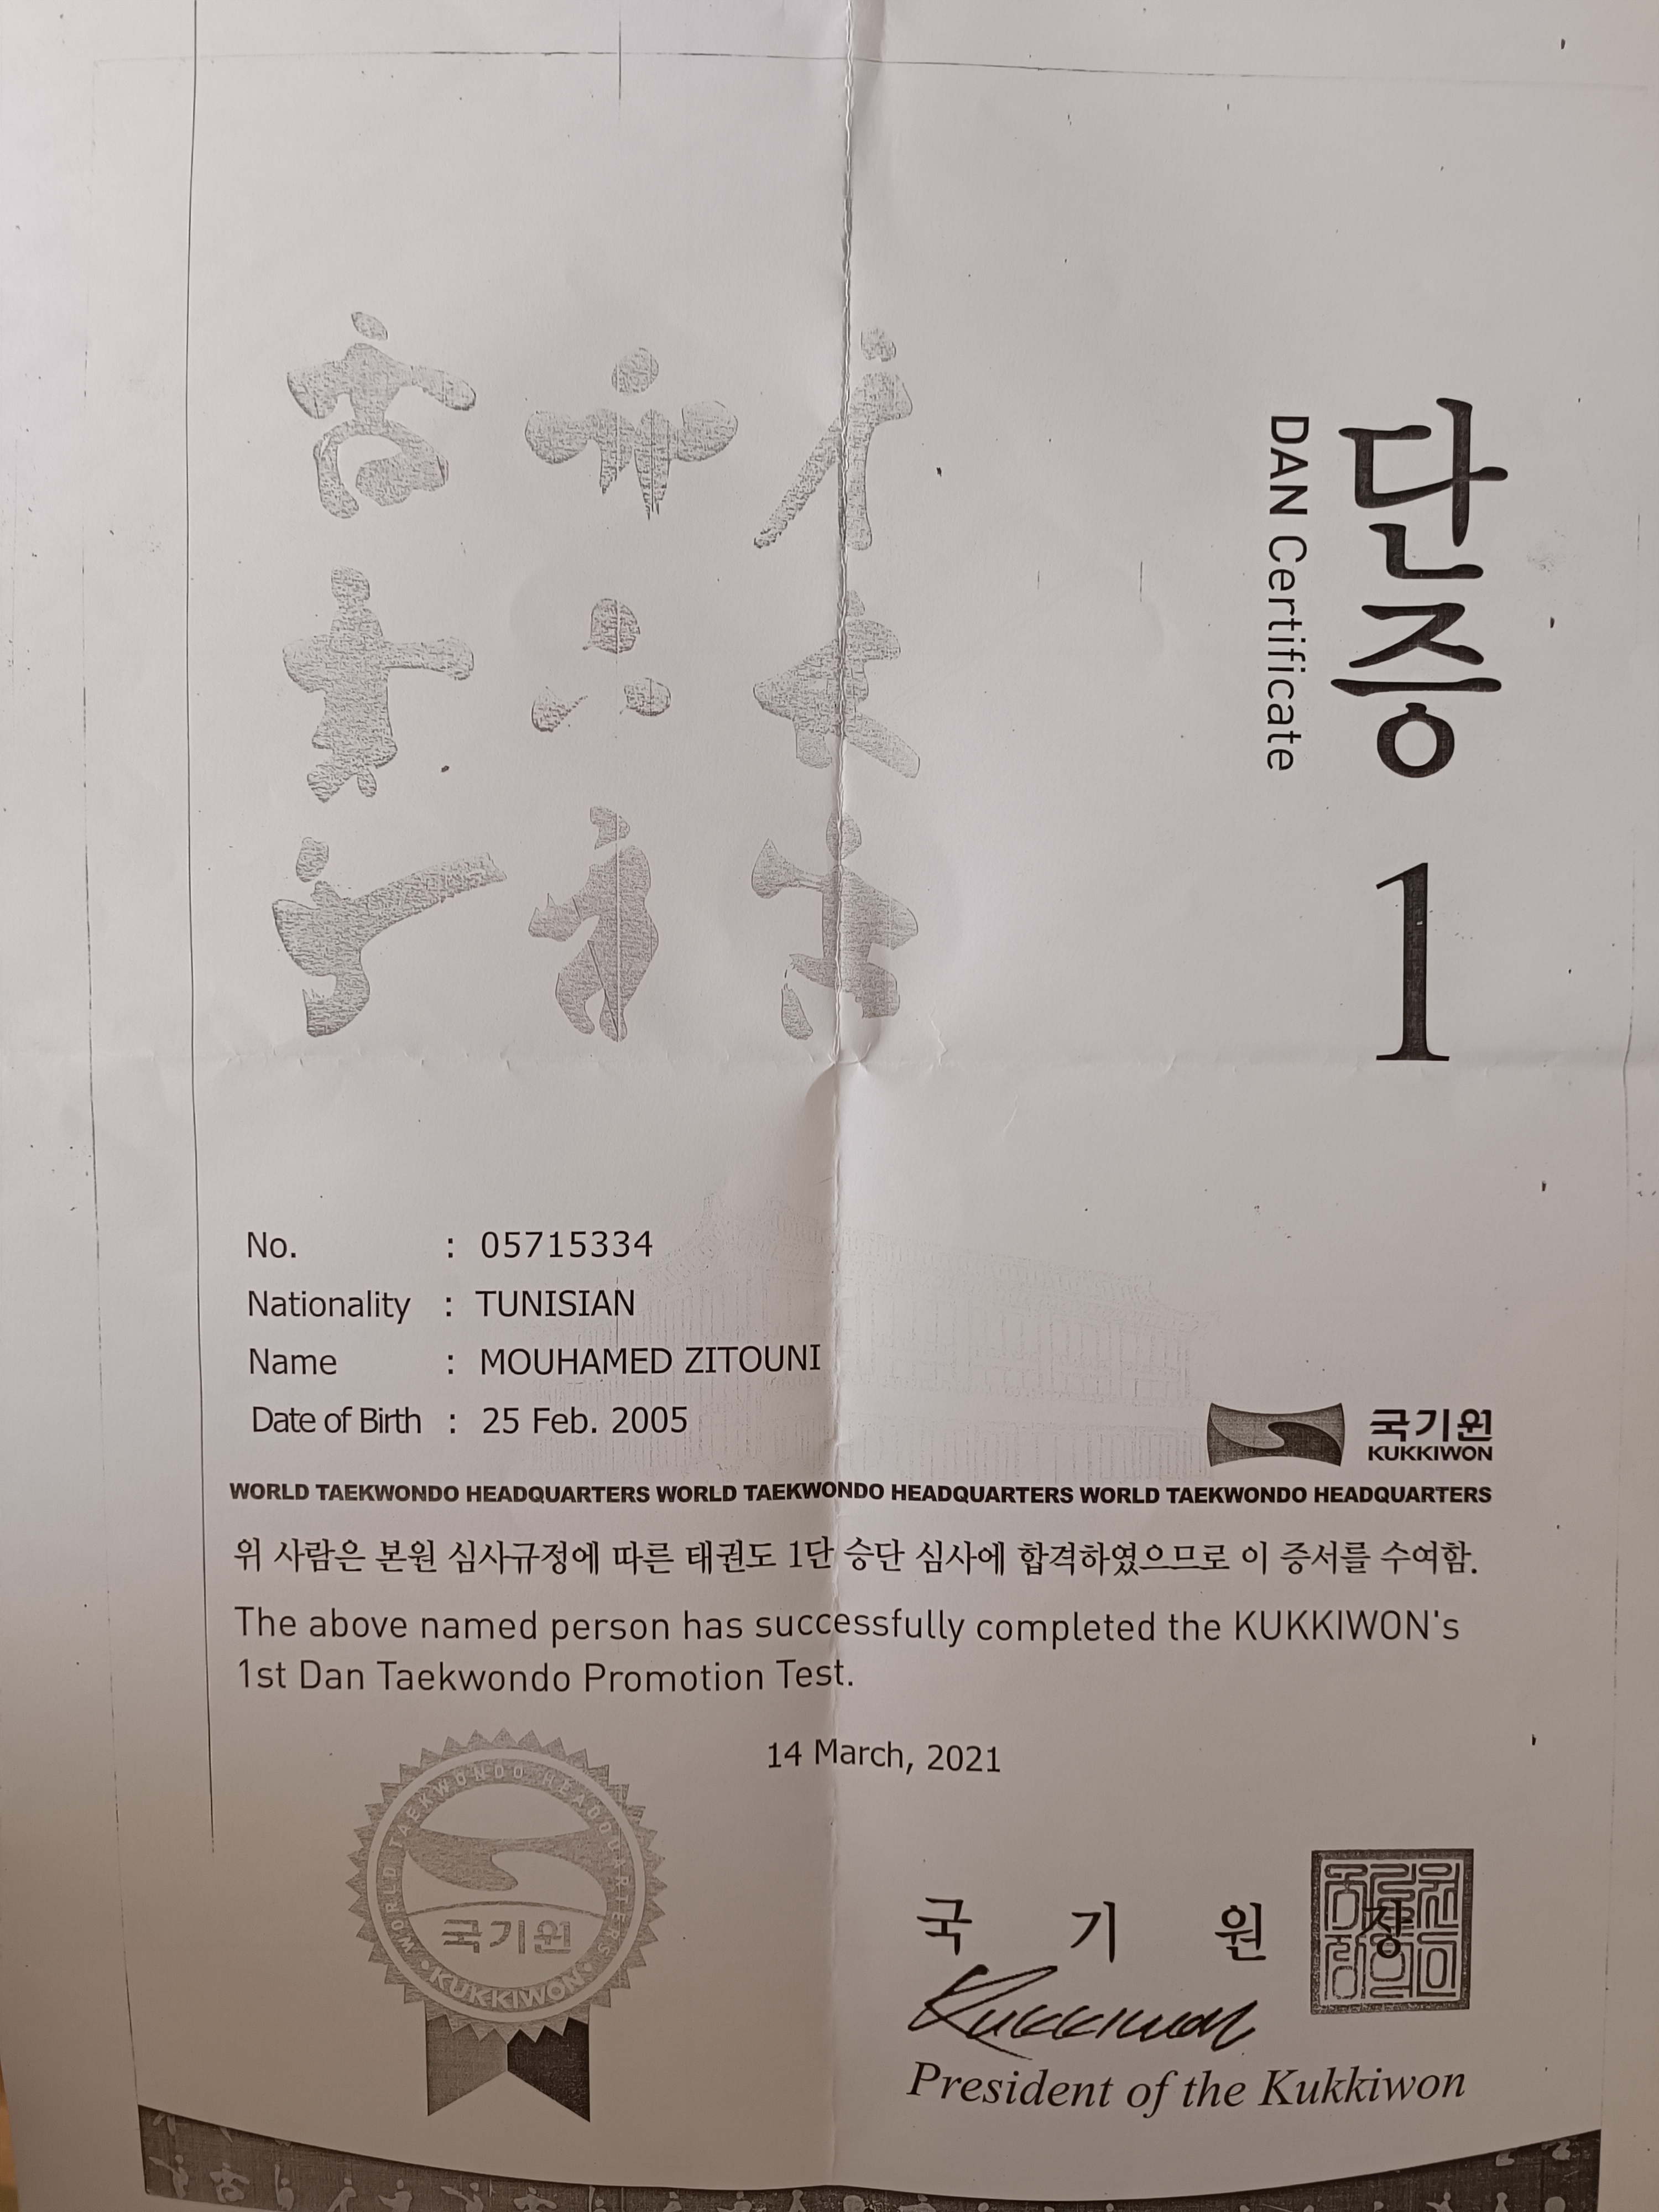 단증 1
DAN Certificate
No. : 05715334
Nationality : TUNISIAN
Name : MOUHAMED ZITOUNI
Date of Birth : 25 Feb. 2005
국기원
KUKKIWON
WORLD TAEKWONDO HEADQUARTERS WORLD TAEKWONDO HEADQUARTERS WORLD TAEKWONDO HEADQUARTERS
위 사람은 본원 심사규정에 따른 태권도 1단 승단 심사에 합격하였으므로 이 증서를 수여함.
The above named person has successfully completed the KUKKIWON's
1st Dan Taekwondo Promotion Test.
14 March, 2021
WORLD TAEKWONDO HEADQUARTERS
국기원
KUKKIWON
국 기 원 장
Kukkiwon
President of the Kukkiwon